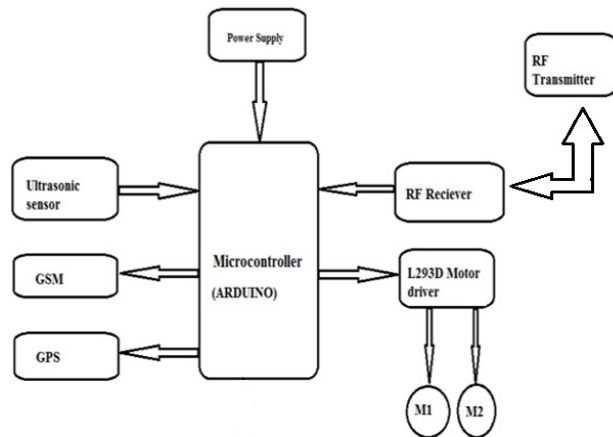 Power Supply
RF
Transmitter
Ultrasonic
sensor
RF Reciever
Microcontroller
(ARDUINO)
GSM
L293D Motor
driver
GPS
M1
M2